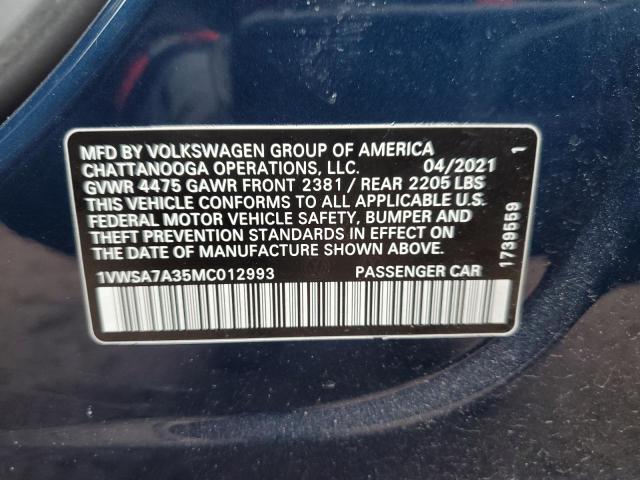 MFD BY VOLKSWAGEN GROUP OF AMERICA
CHATTANOOGA OPERATIONS, LLC. 04/2021
GVWR 4475 GAWR FRONT 2381 / REAR 2205 LBS
THIS VEHICLE CONFORMS TO ALL APPLICABLE U.S.
FEDERAL MOTOR VEHICLE SAFETY, BUMPER AND
THEFT PREVENTION STANDARDS IN EFFECT ON
THE DATE OF MANUFACTURE SHOWN ABOVE.
1VWSA7A35MC012993 PASSENGER CAR
1739559 1